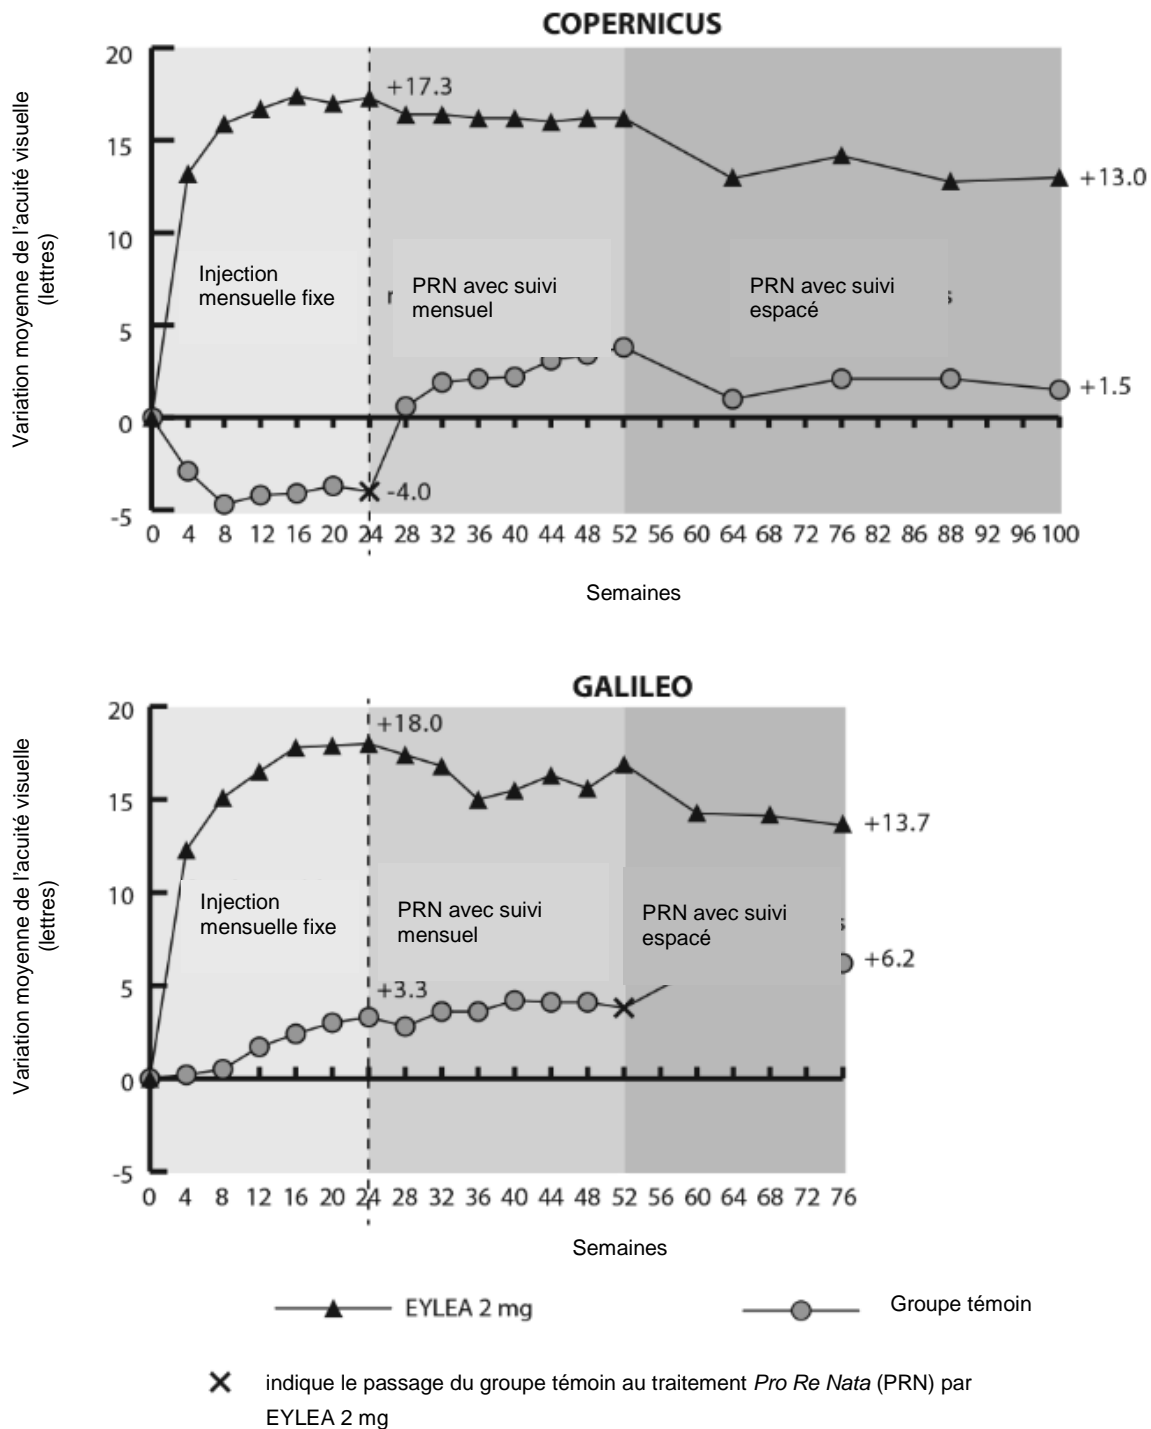 COPERNICUS
Variation moyenne de l'acuité visuelle
(lettres)
20
15
10
5
0
-5
+17.3
+13.0
Injection
mensuelle fixe
PRN avec suivi
mensuel
PRN avec suivi
espacé
+1.5
-4.0
0 4 8 12 16 20 24 28 32 36 40 44 48 52 56 60 64 68 72 76 82 86 88 92 96 100
Semaines
GALILEO
Variation moyenne de l'acuité visuelle
(lettres)
20
15
10
5
0
-5
+18.0
+13.7
Injection
mensuelle fixe
PRN avec suivi
mensuel
PRN avec suivi
espacé
+6.2
+3.3
0 4 8 12 16 20 24 28 32 36 40 44 48 52 60 64 68 72 76
Semaines
EYLEA 2 mg
Groupe témoin
indique le passage du groupe témoin au traitement Pro Re Nata (PRN) par
EYLEA 2 mg